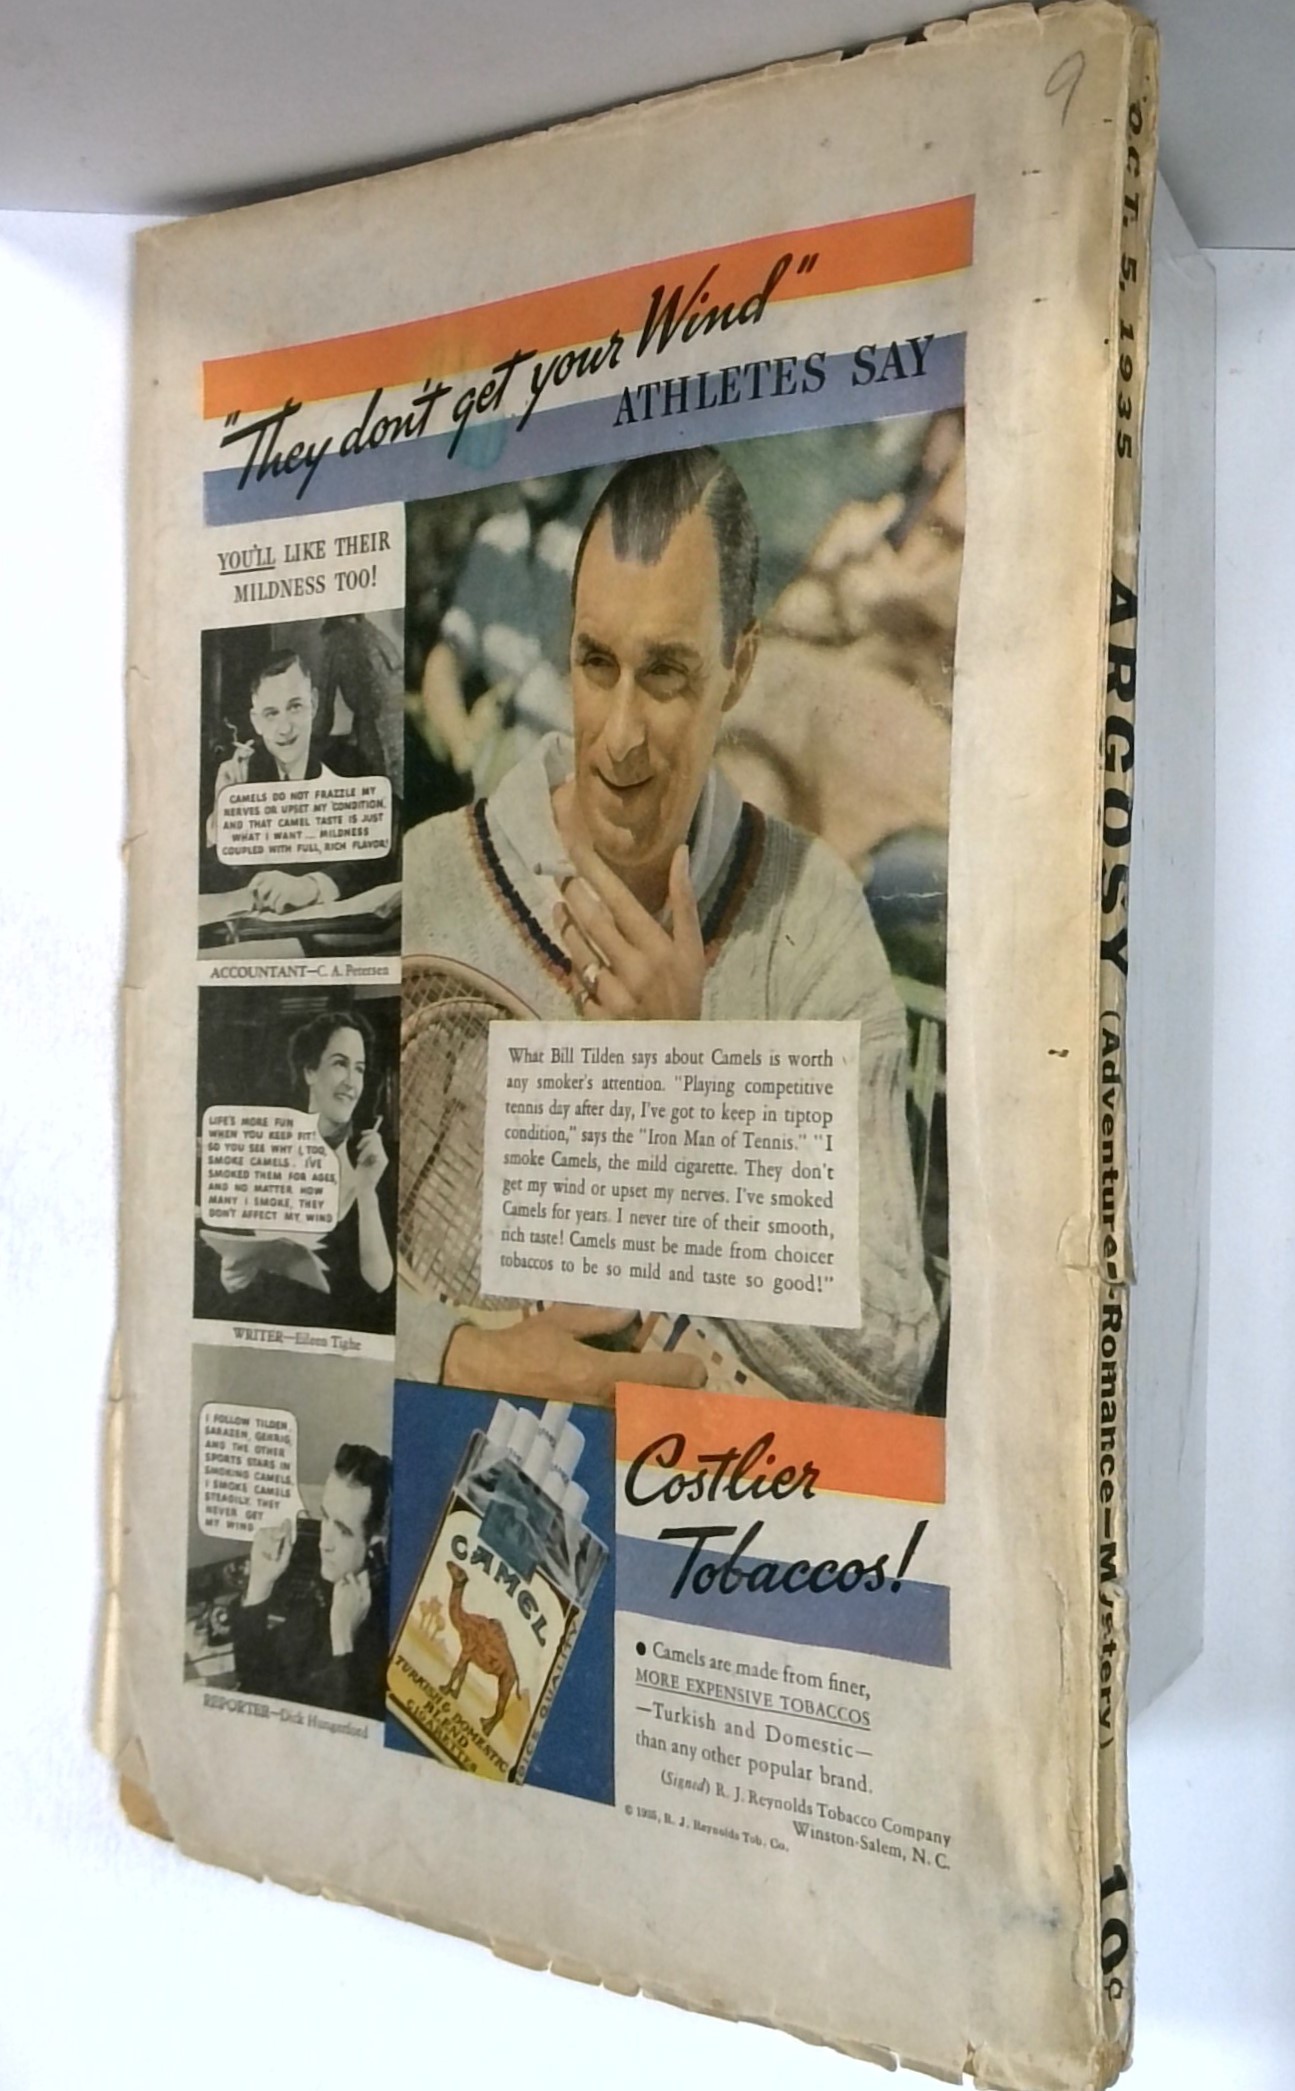 9
"They don't get your Wind"
ATHLETES SAY
YOU'LL LIKE THEIR
MILDNESS TOO!
CAMELS DO NOT FRAZZLE MY
NERVES OR UPSET MY CONDITION.
AND THAT CAMEL TASTE IS JUST
WHAT I WANT... MILDNESS
COUPLED WITH FULL, RICH FLAVOR!
ACCOUNTANT—C. A. Petersen
LIFE'S MORE FUN
WHEN YOU KEEP FIT!
SO YOU SEE WHY I, TOO,
SMOKE CAMELS. I'VE
SMOKED THEM FOR AGES,
AND NO MATTER HOW
MANY I SMOKE, THEY
DON'T AFFECT MY WIND
WRITER—Eileen Tighe
I FOLLOW TILDEN,
SARAZEN, GEHRIG,
AND THE OTHER
SPORTS STARS IN
SMOKING CAMELS.
I SMOKE CAMELS
STEADILY. THEY
NEVER GET
MY WIND
REPORTER—Dick Hungerford
What Bill Tilden says about Camels is worth
any smoker's attention. "Playing competitive
tennis day after day, I've got to keep in tiptop
condition," says the "Iron Man of Tennis." "I
smoke Camels, the mild cigarette. They don't
get my wind or upset my nerves. I've smoked
Camels for years. I never tire of their smooth,
rich taste! Camels must be made from choicer
tobaccos to be so mild and taste so good!"
CAMEL
TURKISH & DOMESTIC
BLEND
CIGARETTES
CHOICE QUALITY
Costlier
Tobaccos!
● Camels are made from finer,
MORE EXPENSIVE TOBACCOS
—Turkish and Domestic—
than any other popular brand.
(Signed) R. J. Reynolds Tobacco Company
Winston-Salem, N. C.
© 1935, R. J. Reynolds Tob. Co.
OCT. 5, 1935 ARGOSY (Adventure—Romance—Mystery) 10¢